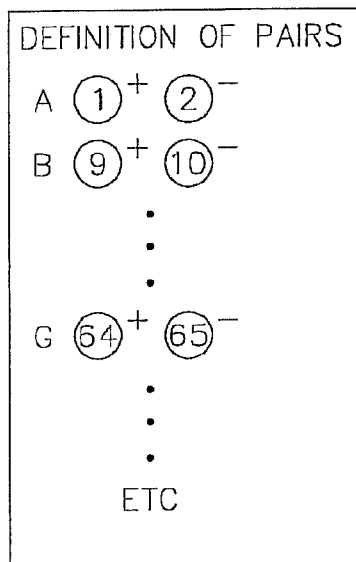 DEFINITION OF PAIRS
A 1 + 2 −
B 9 + 10 −
G 64 + 65 −
ETC